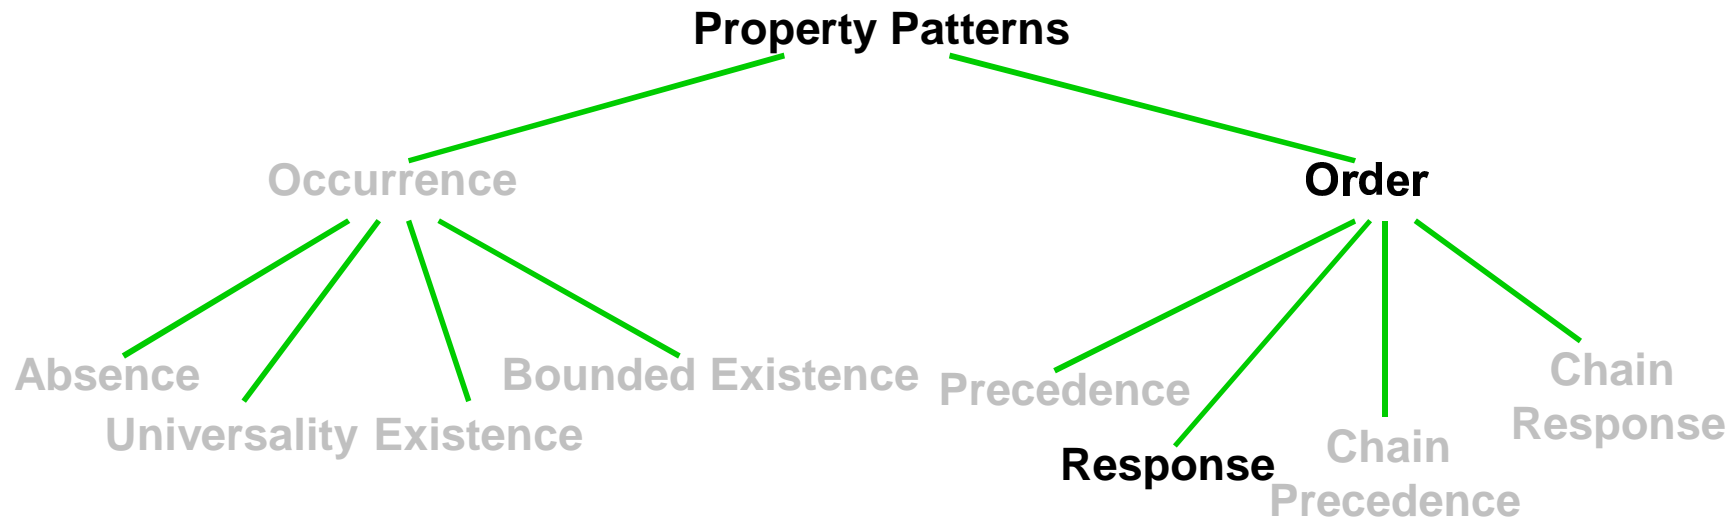 Property Patterns
Occurrence
Order
Absence
Bounded Existence
Universality
Existence
Precedence
Response
Chain
Precedence
Chain
Response